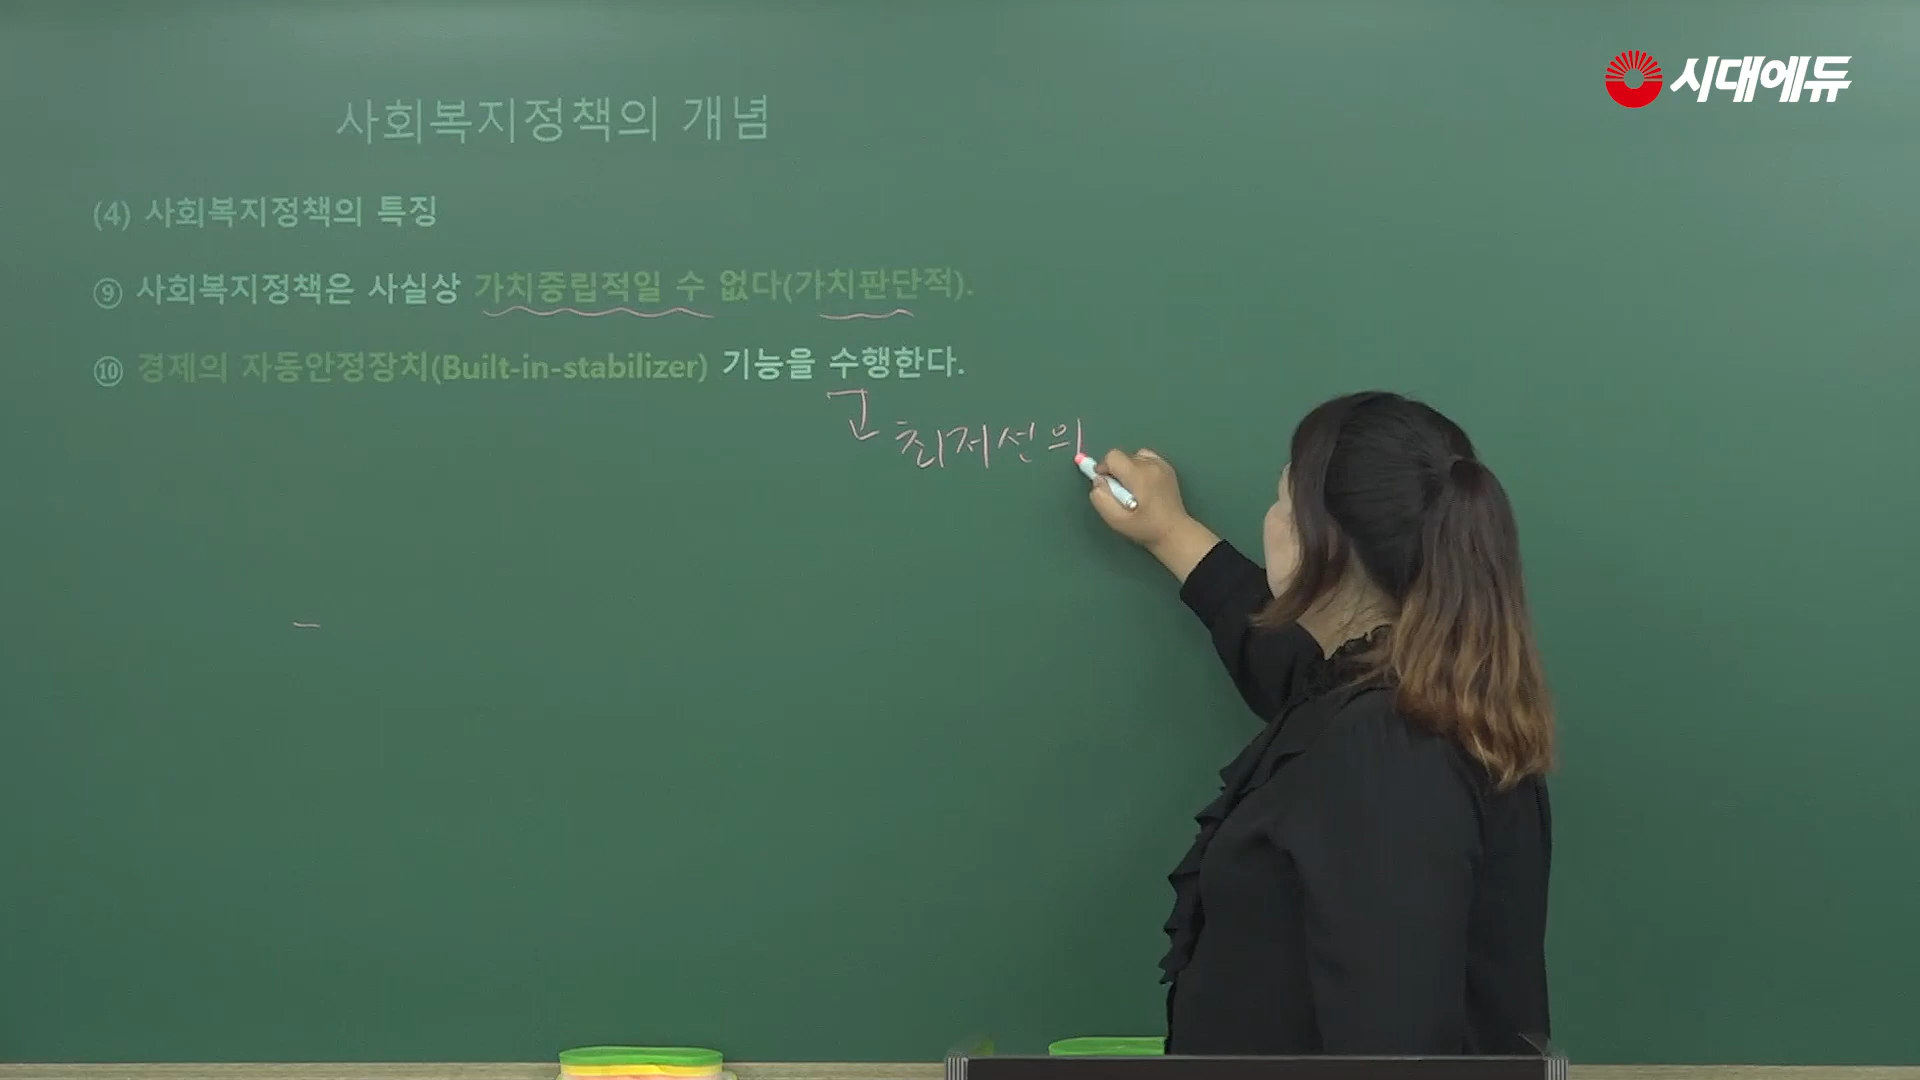 시대에듀
사회복지정책의 개념
(4) 사회복지정책의 특징
⑨ 사회복지정책은 사실상 가치중립적일 수 없다(가치판단적).
⑩ 경제의 자동안정장치(Built-in-stabilizer) 기능을 수행한다.
최저선의